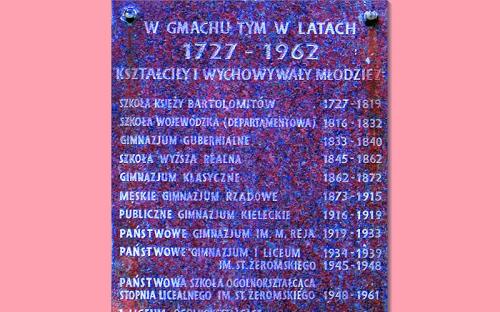 W GMACHU TYM W LATACH
1727 - 1962
KSZTAŁCIŁY I WYCHOWYWAŁY MŁODZIEŻ
SZKOŁA KSIĘŻY BARTOLOMITÓW 1727-1819
SZKOŁA WOJEWÓDZKA (DEPARTAMENTOWA) 1816-1832
GIMNAZJUM GUBERNIALNE 1833-1840
SZKOŁA WYŻSZA REALNA 1845-1862
GIMNAZJUM KLASYCZNE 1862-1872
MĘSKIE GIMNAZJUM RZĄDOWE 1873-1915
PUBLICZNE GIMNAZJUM KIELECKIE 1916-1919
PAŃSTWOWE GIMNAZJUM IM. M. REJA 1919-1933
PAŃSTWOWE GIMNAZJUM I LICEUM 1934-1939
IM. ST. ŻEROMSKIEGO 1945-1948
PAŃSTWOWA SZKOŁA OGÓLNOKSZTAŁCĄCA
STOPNIA LICEALNEGO IM. ST. ŻEROMSKIEGO 1948-1961
I LICEUM OGÓLNOKSZTAŁCĄCE